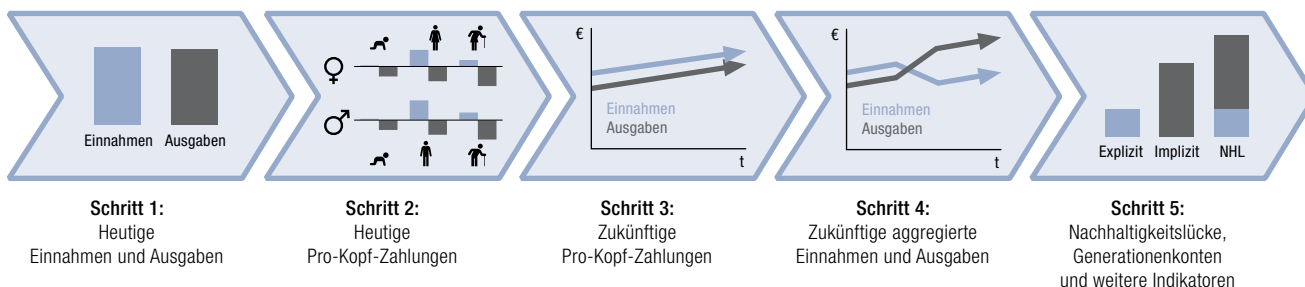 Einnahmen Ausgaben
€
Einnahmen
Ausgaben
t
€
Einnahmen
Ausgaben
t
Explizit Implizit NHL
Schritt 1:
Heutige
Einnahmen und Ausgaben
Schritt 2:
Heutige
Pro-Kopf-Zahlungen
Schritt 3:
Zukünftige
Pro-Kopf-Zahlungen
Schritt 4:
Zukünftige aggregierte
Einnahmen und Ausgaben
Schritt 5:
Nachhaltigkeitslücke,
Generationenkonten
und weitere Indikatoren